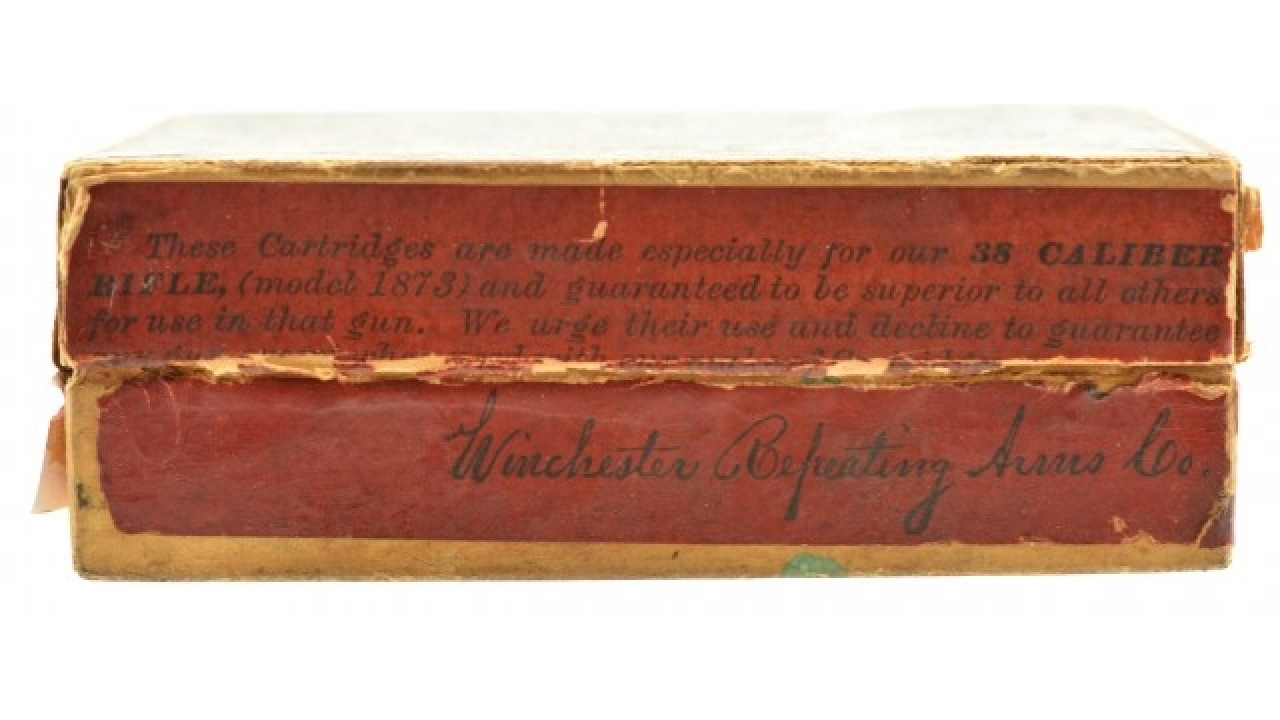 These Cartridges are made especially for our 38 CALIBER
RIFLE, (model 1873) and guaranteed to be superior to all others
for use in that gun. We urge their use and decline to guarantee
Winchester Repeating Arms Co.